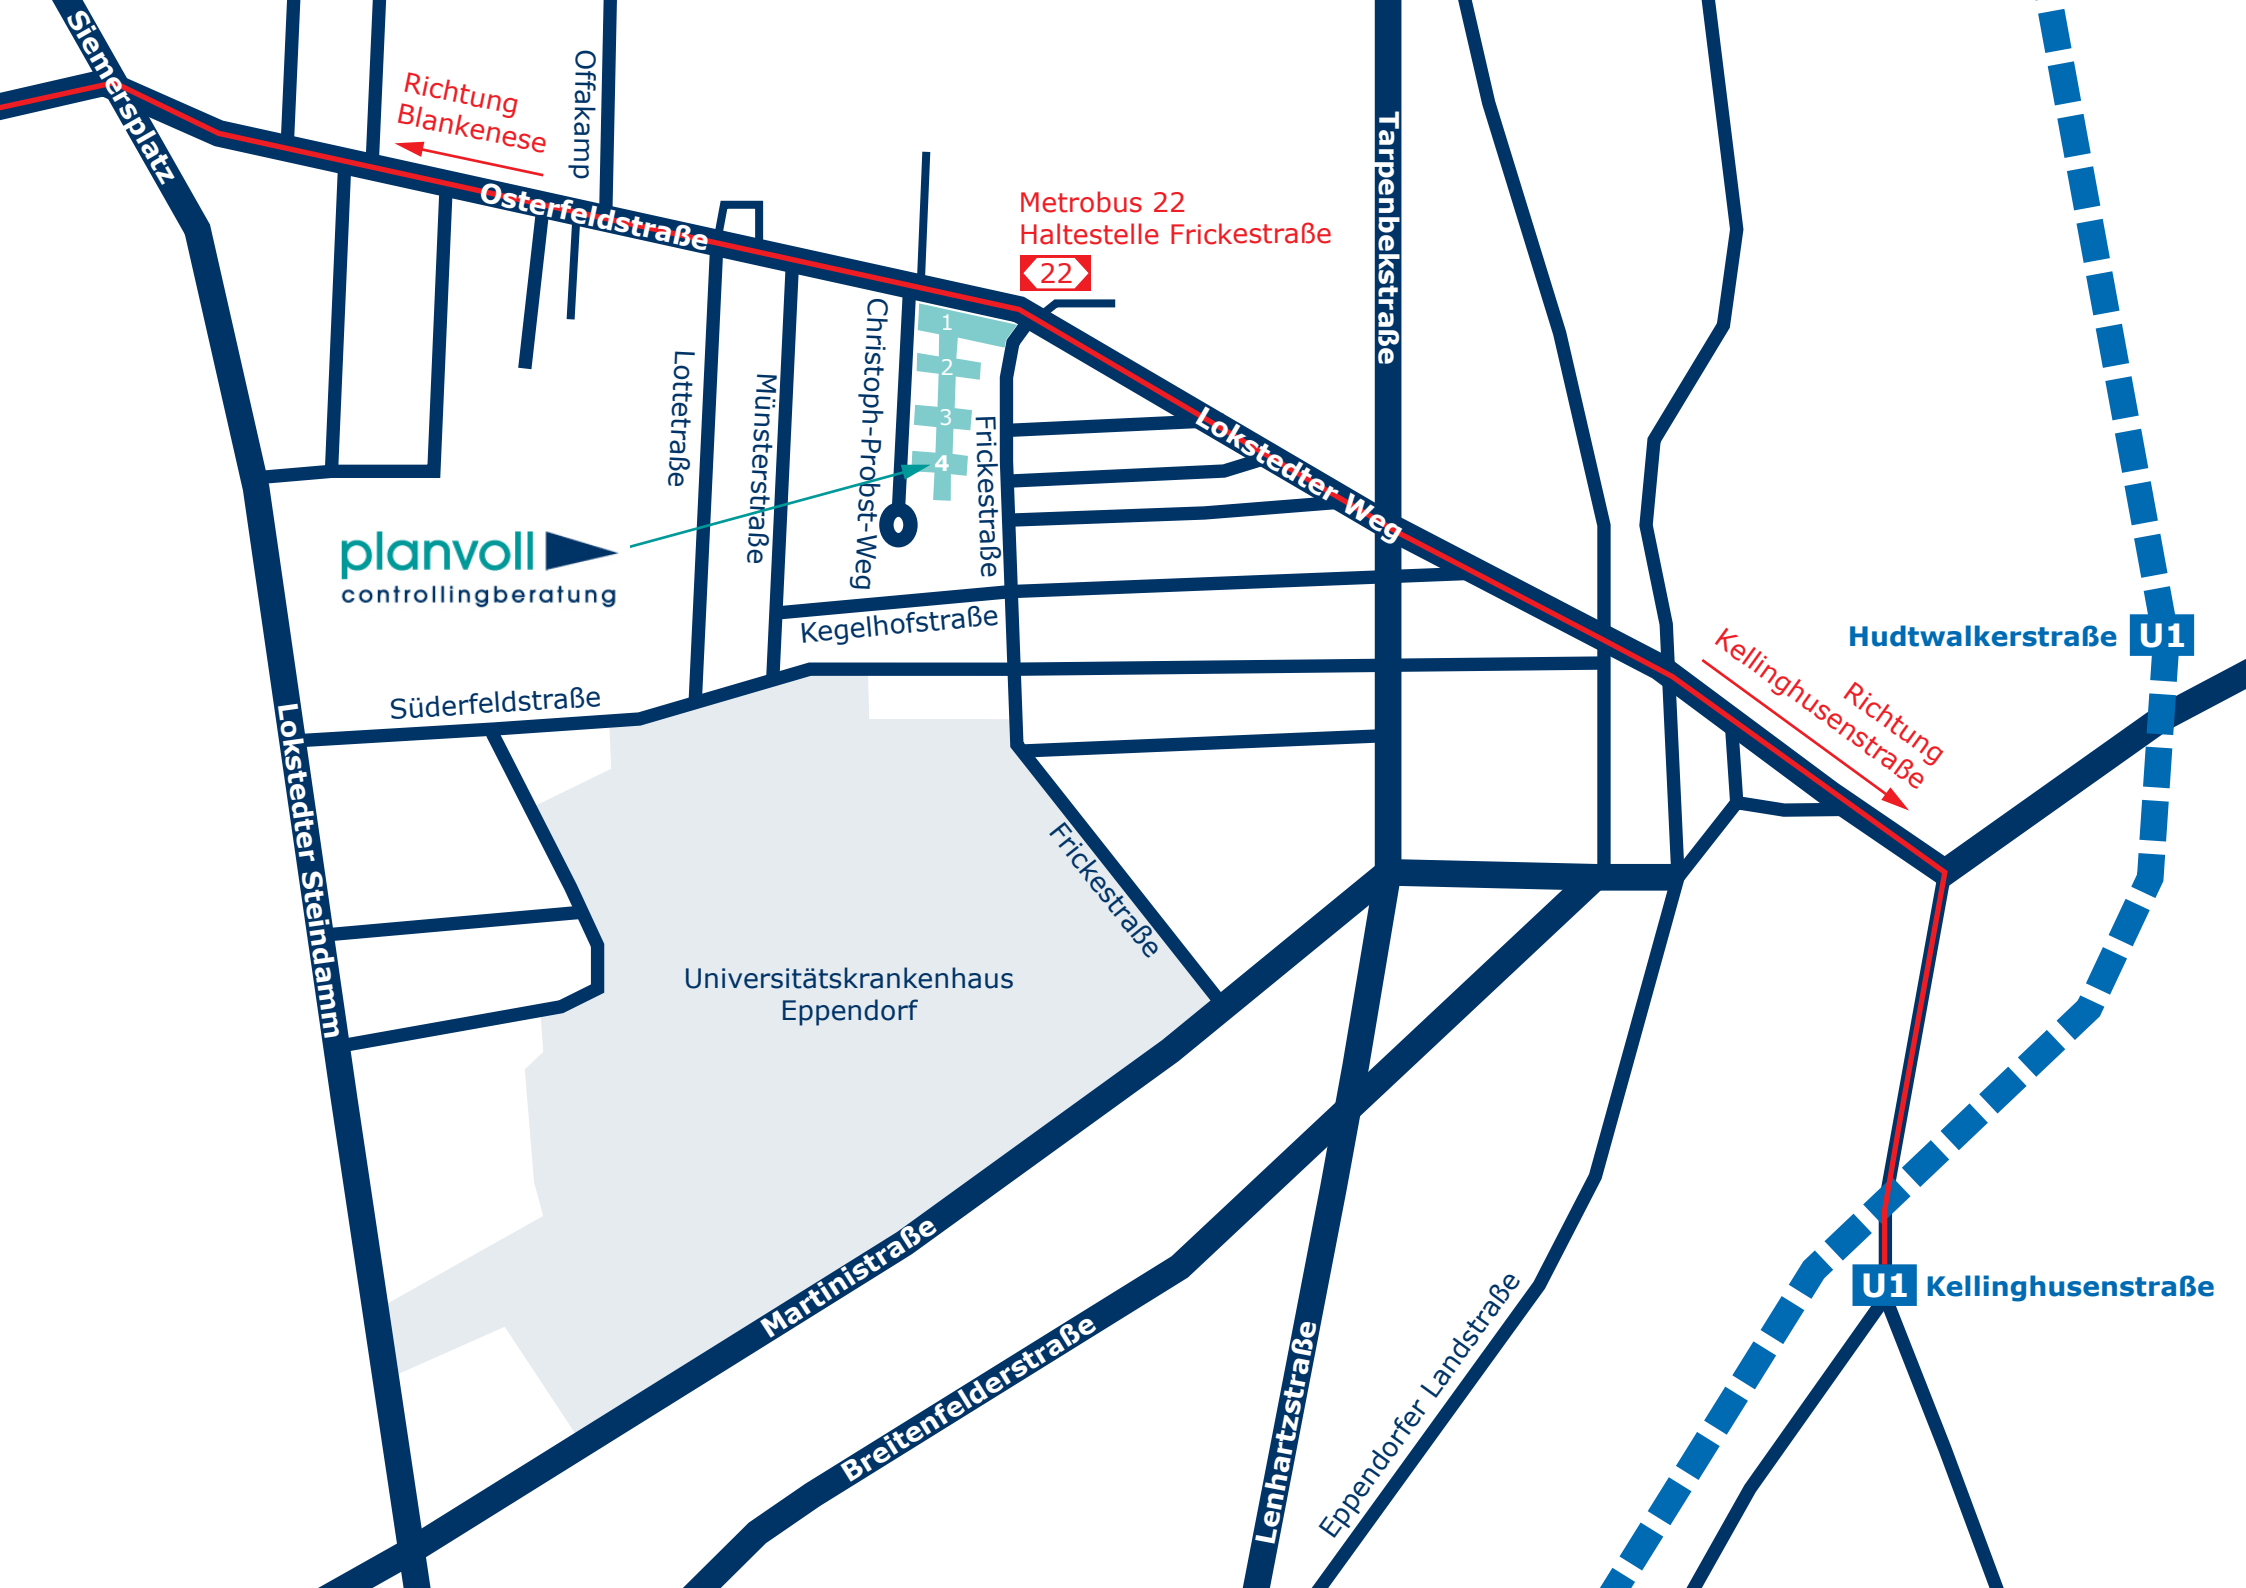 Siemersplatz
Richtung
Blankenese
Offakamp
Osterfeldstraße
Metrobus 22
Haltestelle Frickestraße
22
Tarpenbekstraße
1
2
3
4
Christoph-Probst-Weg
Lottetraße
Münsterstraße
Frickestraße
Lokstedter Weg
planvoll
controllingberatung
Kegelhofstraße
Hudtwalkerstraße
U1
Richtung
Kellinghusenstraße
Süderfeldstraße
Lokstedter Steindamm
Frickestraße
Universitätskrankenhaus
Eppendorf
Martinistraße
Breitenfelderstraße
Lenhartzstraße
Eppendorfer Landstraße
U1
Kellinghusenstraße